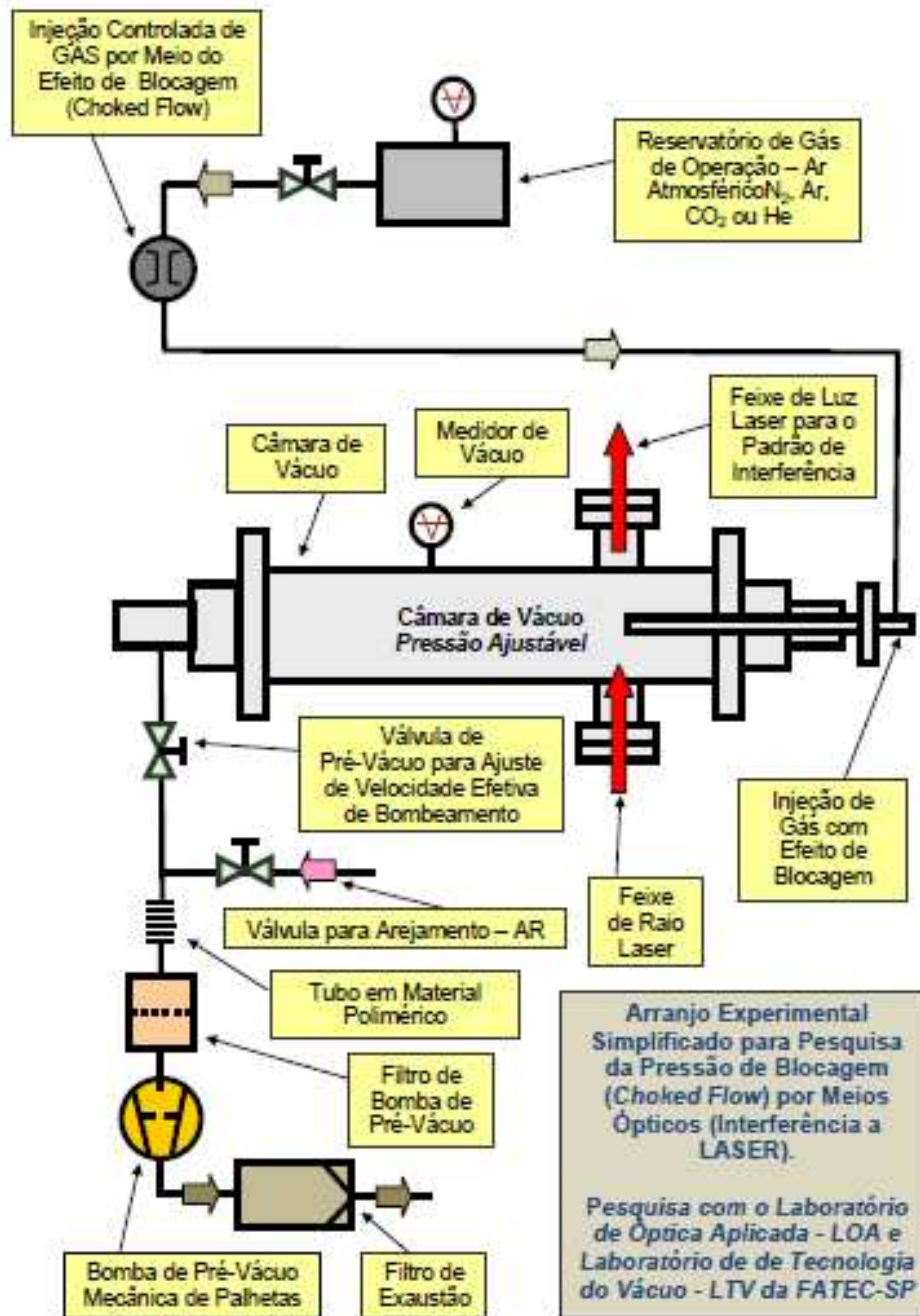 Injeção Controlada de
GÁS por Meio do
Efeito de Blocagem
(Choked Flow)
Reservatório de Gás
de Operação – Ar
AtmosféricoN₂, Ar,
CO₂ ou He
Feixe de Luz
Laser para o
Padrão de
Interferência
Câmara de
Vácuo
Medidor de
Vácuo
Câmara de Vácuo
Pressão Ajustável
Válvula de
Pré-Vácuo para Ajuste
de Velocidade Efetiva
de Bombeamento
Injeção de
Gás com
Efeito de
Blocagem
Feixe
de Raio
Laser
Válvula para Arejamento – AR
Tubo em Material
Polimérico
Filtro de
Bomba de
Pré-Vácuo
Bomba de Pré-Vácuo
Mecânica de Palhetas
Filtro de
Exaustão
Arranjo Experimental
Simplificado para Pesquisa
da Pressão de Blocagem
(Choked Flow) por Meios
Ópticos (Interferência a
LASER).
Pesquisa com o Laboratório
de Óptica Aplicada - LOA e
Laboratório de de Tecnologia
do Vácuo - LTV da FATEC-SP